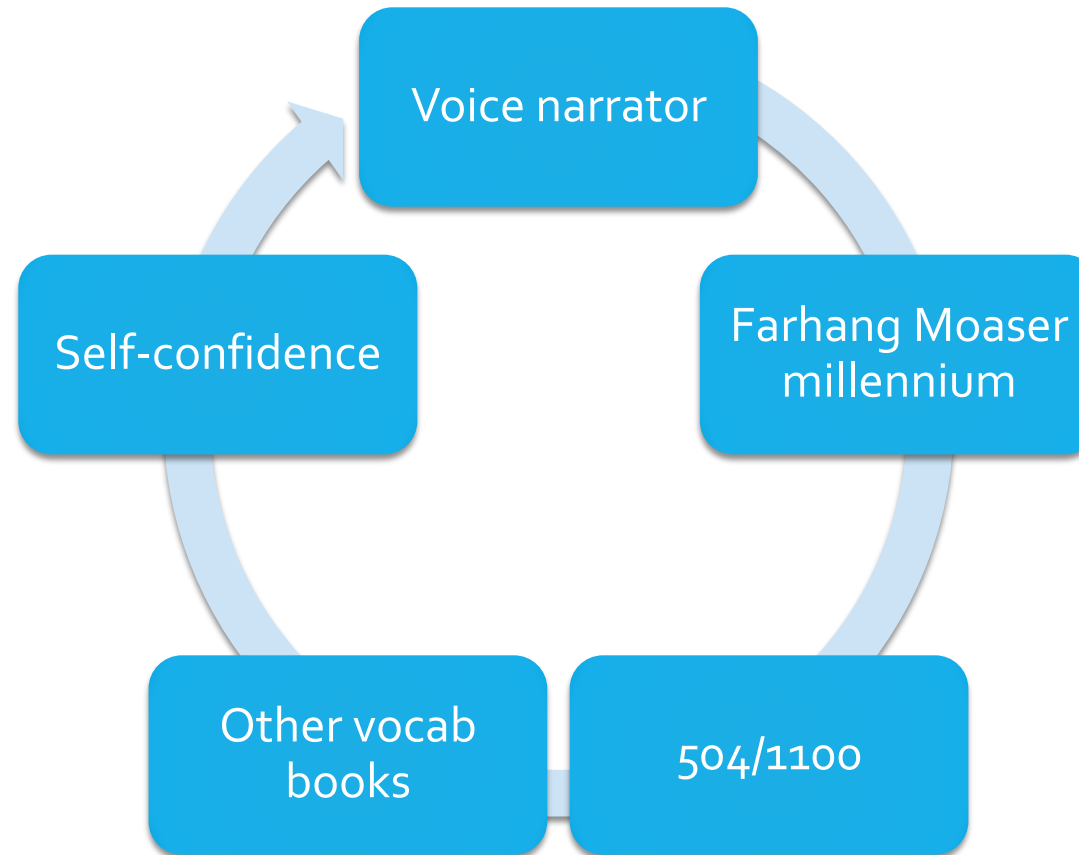 Voice narrator
Farhang Moaser
millennium
504/1100
Other vocab
books
Self-confidence